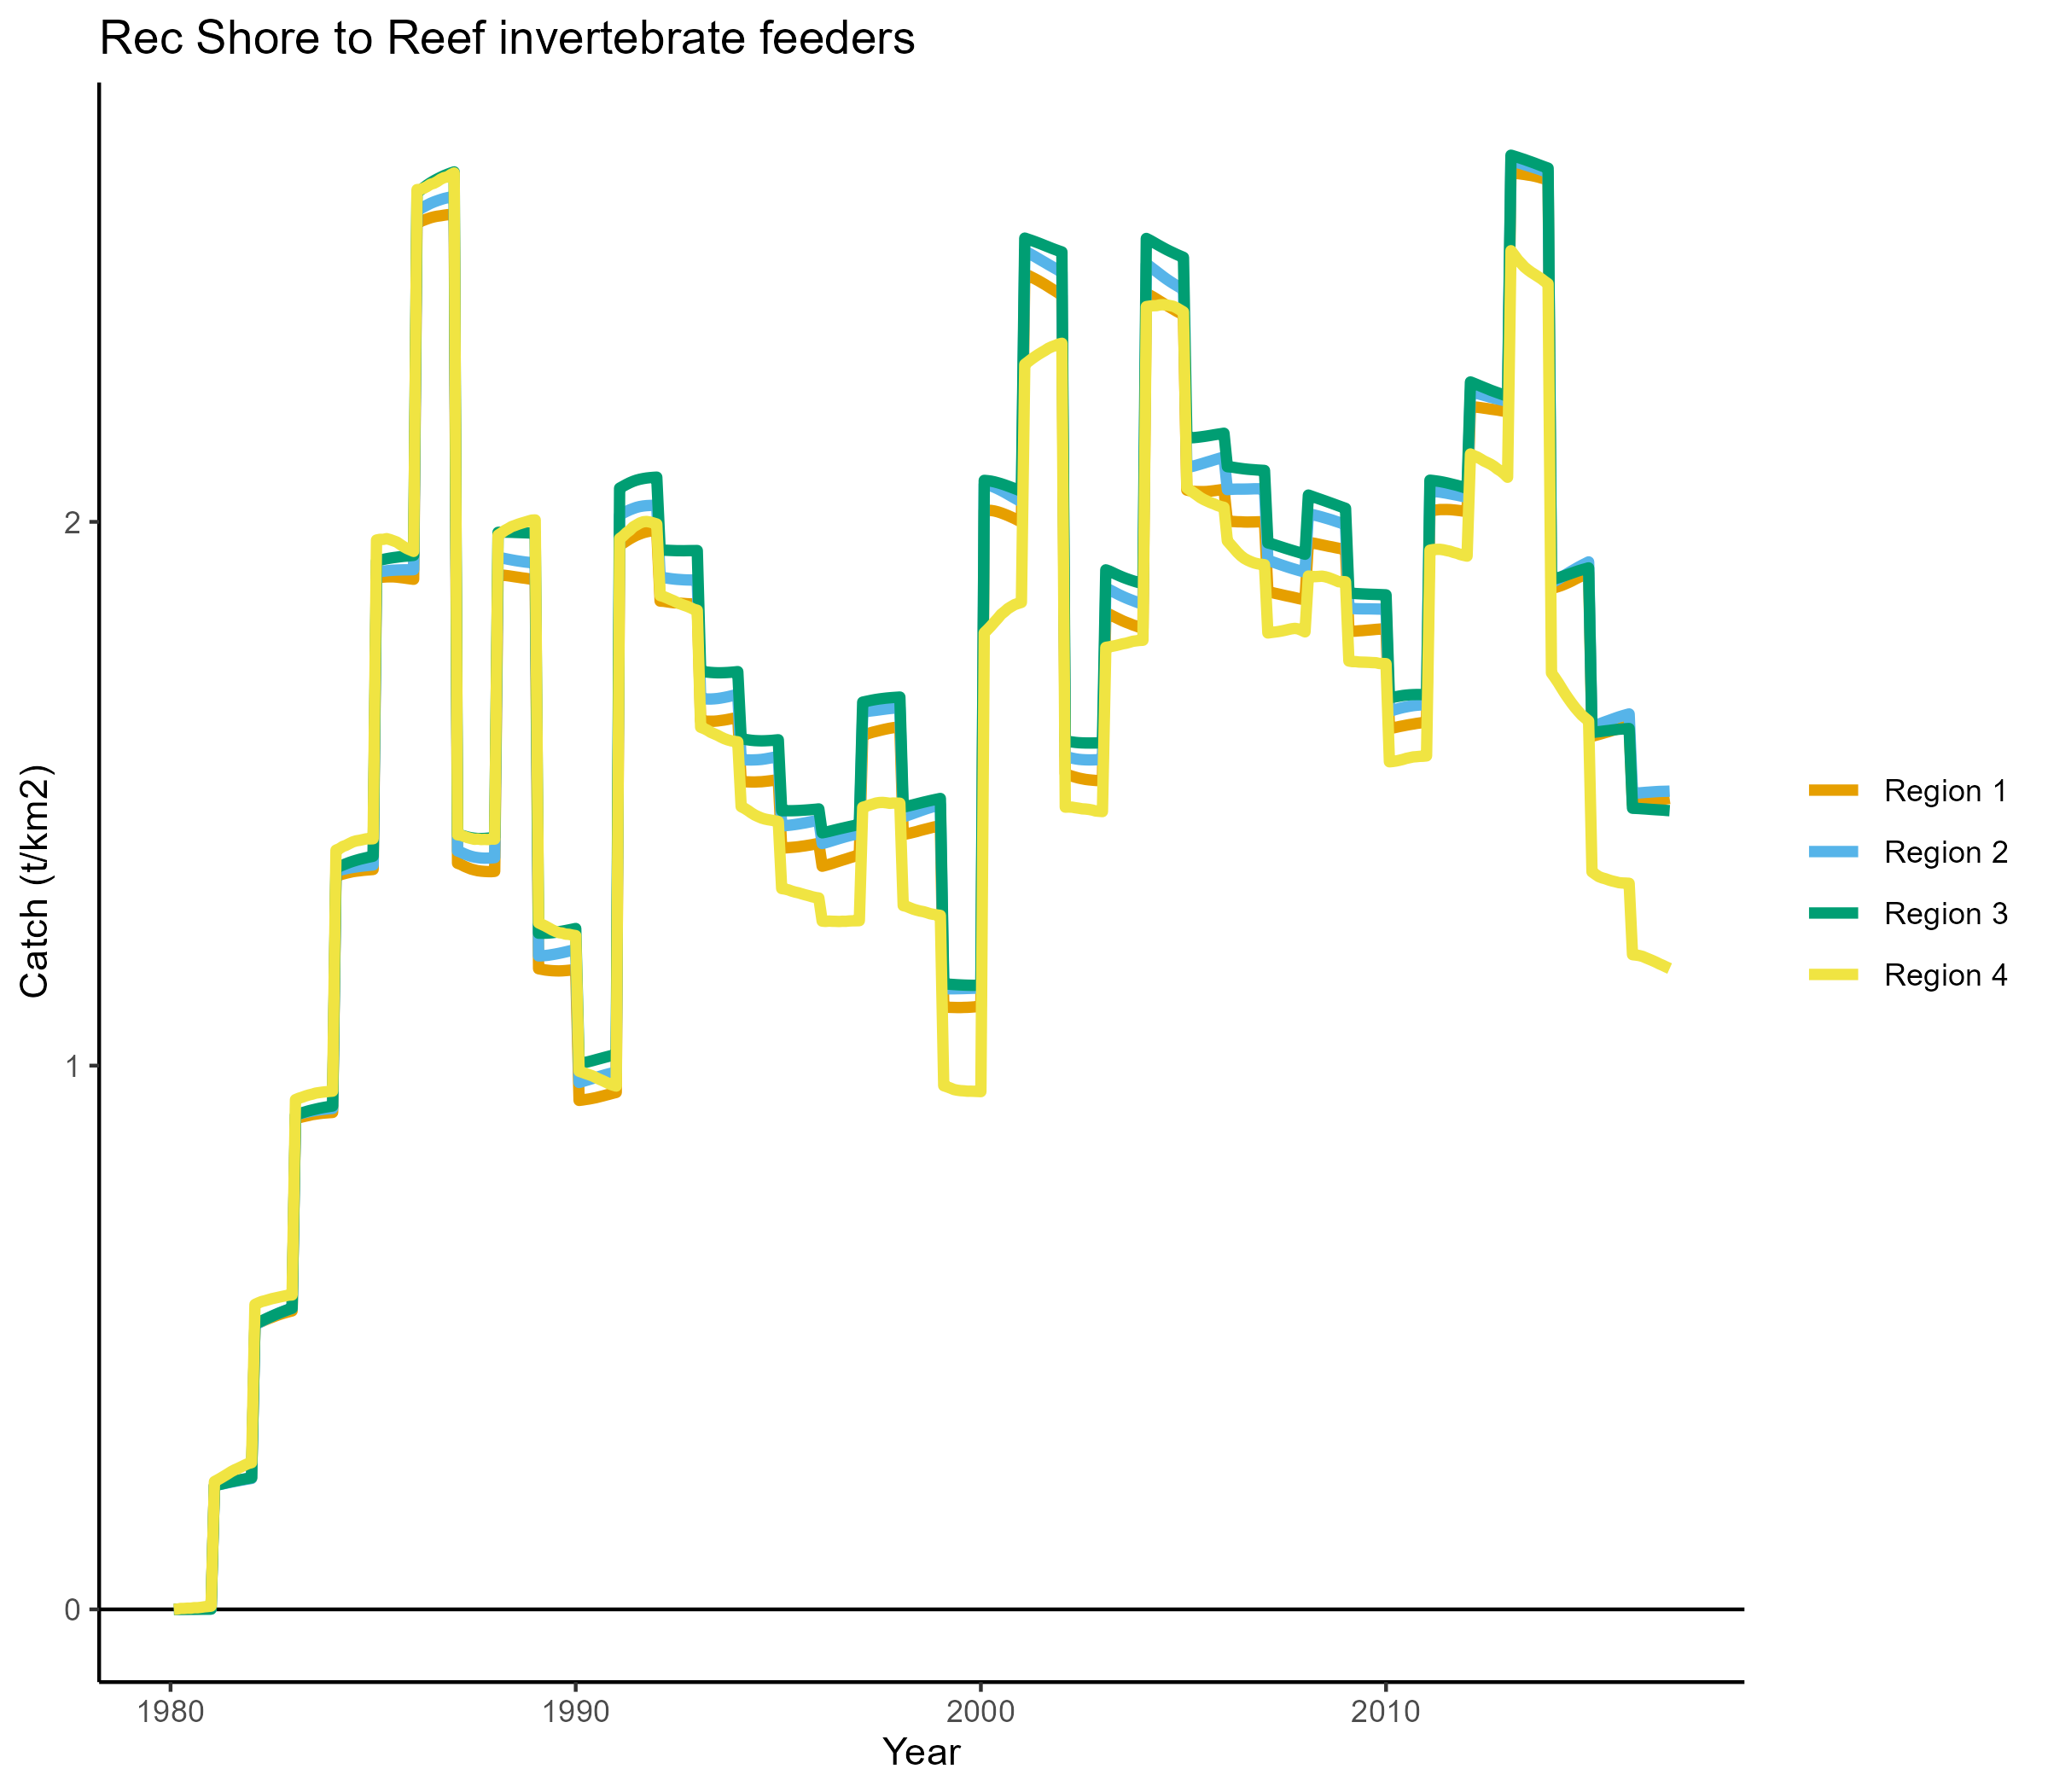 Rec Shore to Reef invertebrate feeders
Catch (t/km2)
2
1
0
1980 1990 2000 2010
Year
Region 1
Region 2
Region 3
Region 4